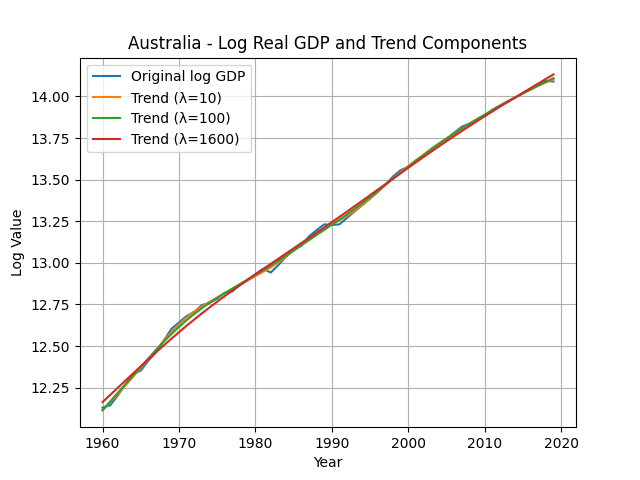 Australia - Log Real GDP and Trend Components
Original log GDP
Trend (λ=10)
Trend (λ=100)
Trend (λ=1600)
14.00
13.75
13.50
13.25
13.00
12.75
12.50
12.25
Log Value
1960 1970 1980 1990 2000 2010 2020
Year